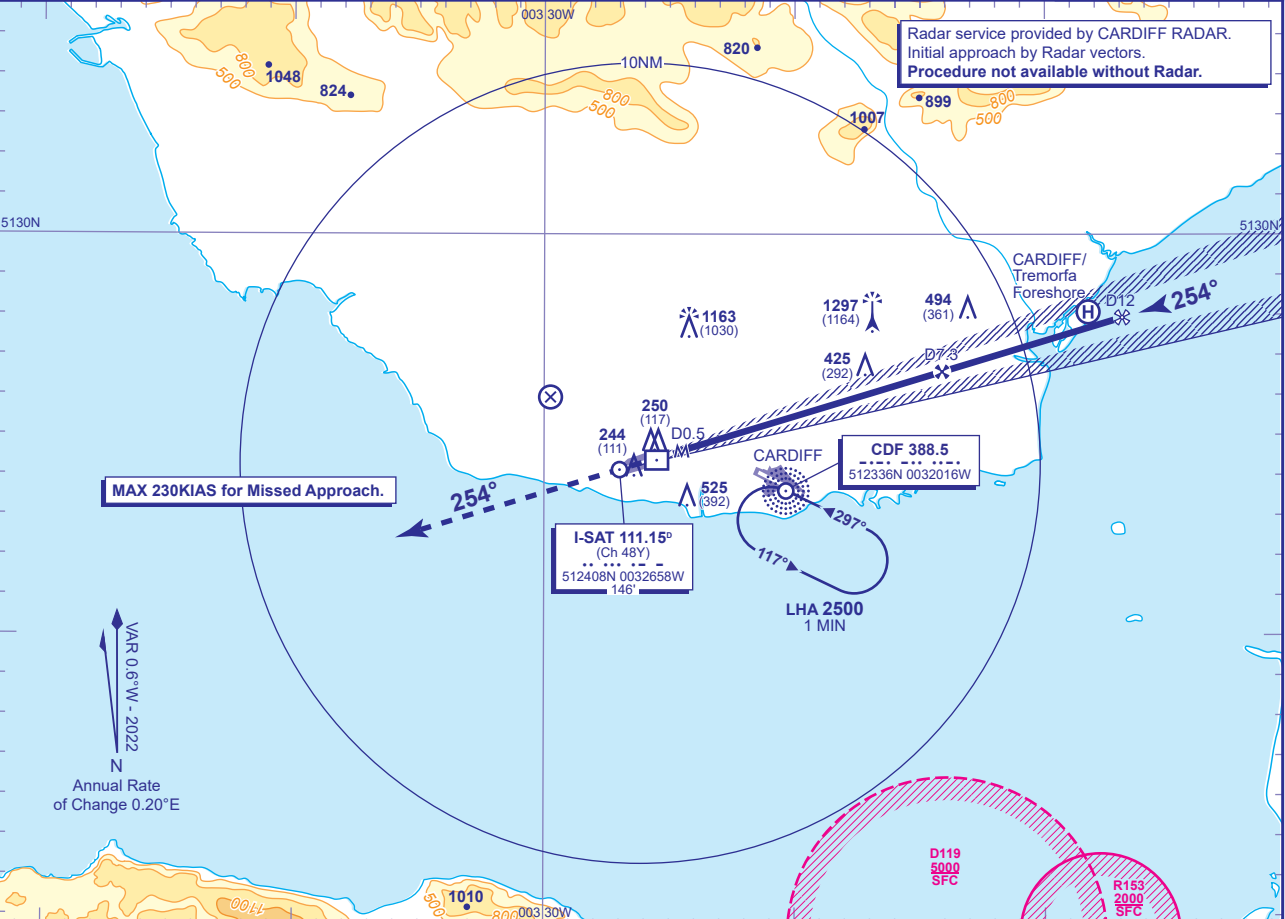 003 30W
Radar service provided by CARDIFF RADAR.
Initial approach by Radar vectors.
Procedure not available without Radar.
820
10NM
800
500
1048
824
800
500
899
800
500
1007
5130N
5130N
CARDIFF/
Tremorfa
Foreshore
H
D12
254°
1163
(1030)
1297
(1164)
494
(361)
425
(292)
D7.3
250
(117)
D0.5
244
(111)
CARDIFF
CDF 388.5
-·-· -·· ··-·
512336N 0032016W
MAX 230KIAS for Missed Approach.
254°
525
(392)
297°
117°
I-SAT 111.15ᴰ
(Ch 48Y)
·· ··· ·- -
512408N 0032658W
146'
LHA 2500
1 MIN
VAR 0.6°W - 2022
N
Annual Rate
of Change 0.20°E
D119
5000
SFC
R153
2000
SFC
1100
1010
500
800
003 30W